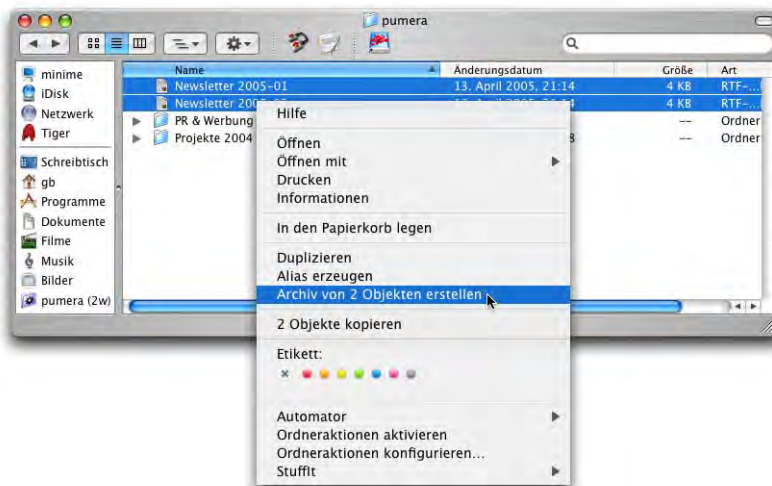 pumera
Name Änderungsdatum Größe Art
Newsletter 2005-01 13. April 2005, 21:14 4 KB RTF-...
Newsletter 4 KB RTF-...
PR & Werbung -- Ordner
Projekte 2004 8 -- Ordner
minime
iDisk
Netzwerk
Tiger
Schreibtisch
gb
Programme
Dokumente
Filme
Musik
Bilder
pumera (2w)
Hilfe
Öffnen
Öffnen mit
Drucken
Informationen
In den Papierkorb legen
Duplizieren
Alias erzeugen
Archiv von 2 Objekten erstellen
2 Objekte kopieren
Etikett:
Automator
Ordneraktionen aktivieren
Ordneraktionen konfigurieren...
StuffIt